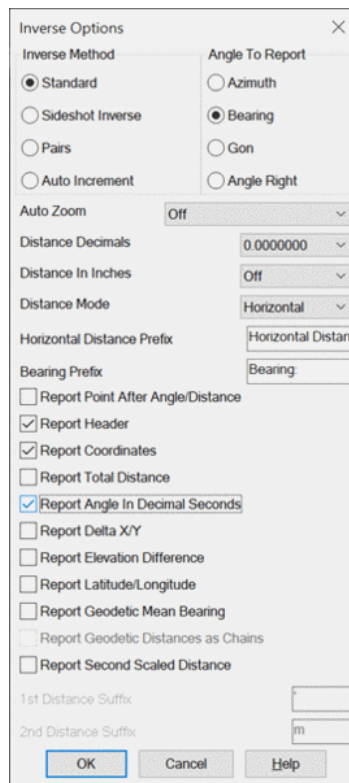 Inverse Options
Inverse Method
Angle To Report
Standard
Azimuth
Sideshot Inverse
Bearing
Pairs
Gon
Auto Increment
Angle Right
Auto Zoom Off
Distance Decimals 0.0000000
Distance In Inches Off
Distance Mode Horizontal
Horizontal Distance Prefix Horizontal Distan
Bearing Prefix Bearing:
Report Point After Angle/Distance
Report Header
Report Coordinates
Report Total Distance
Report Angle In Decimal Seconds
Report Delta X/Y
Report Elevation Difference
Report Latitude/Longitude
Report Geodetic Mean Bearing
Report Geodetic Distances as Chains
Report Second Scaled Distance
1st Distance Suffix '
2nd Distance Suffix m
OK Cancel Help